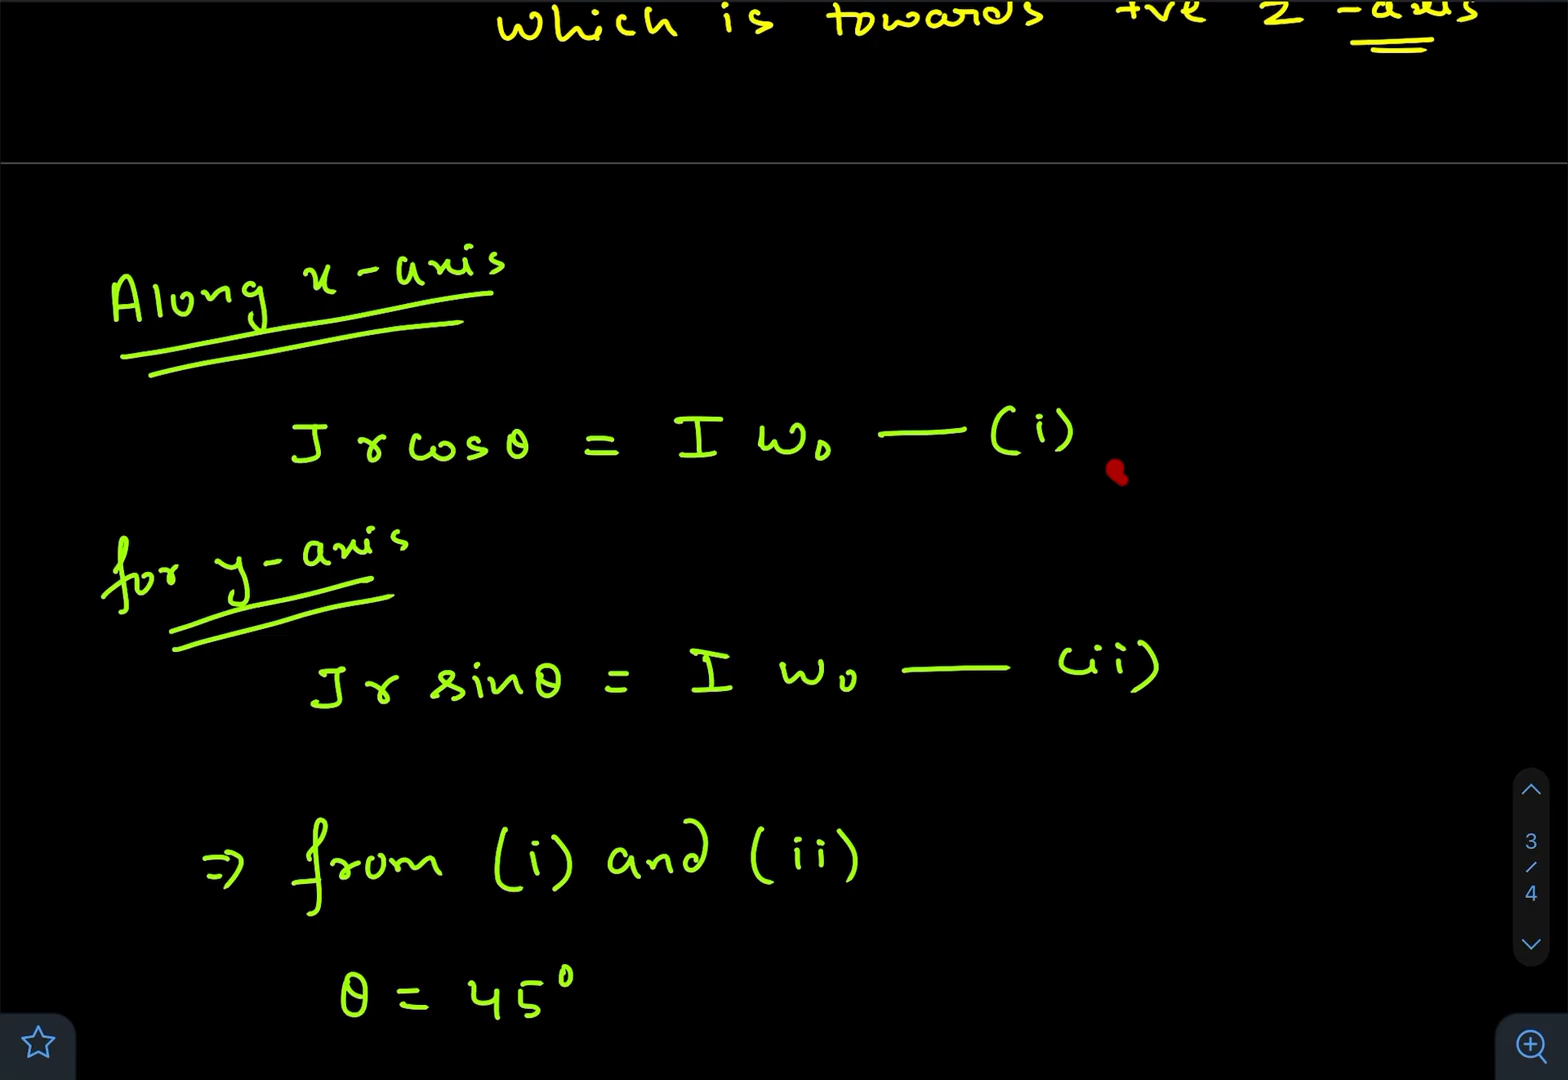 which is towards +ve z-axis
Along x-axis
J r cosθ = I ω₀ — (i)
for y-axis
J r sinθ = I ω₀ — (ii)
⇒ from (i) and (ii)
θ = 45°
3
/
4